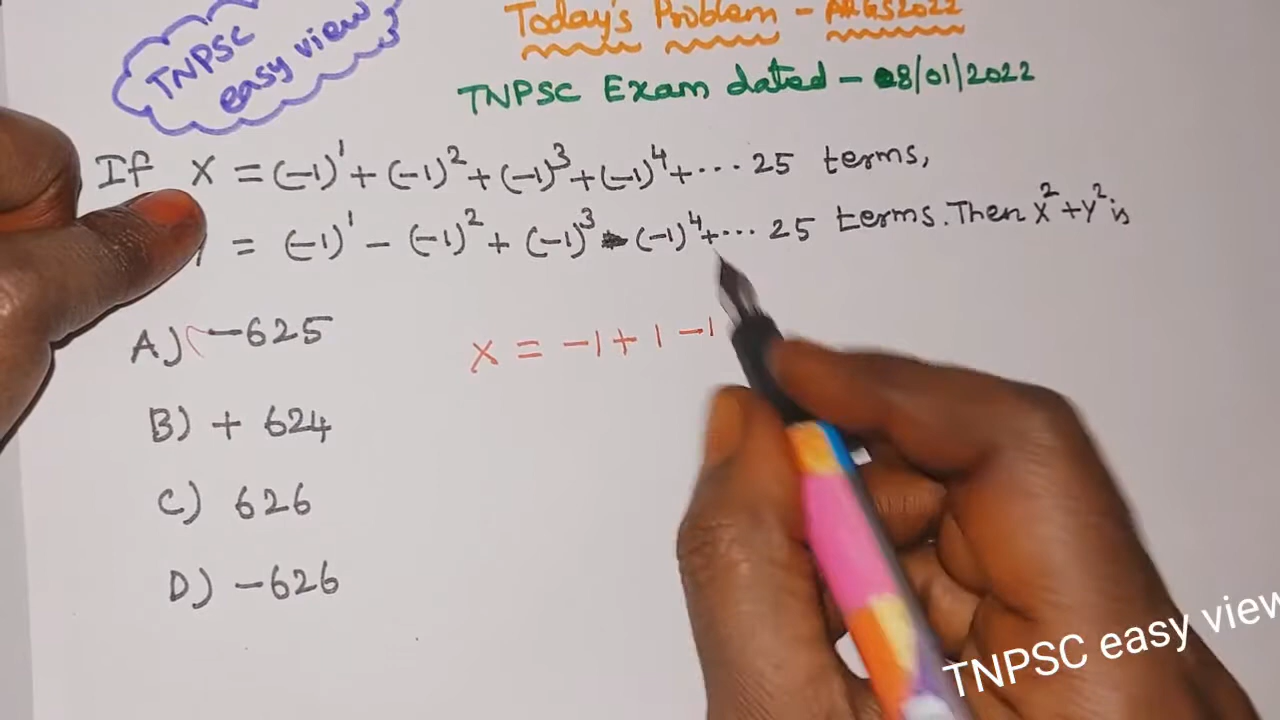 TNPSC
easy view
Today's Problem -
TNPSC Exam dated - 08/01/2022
If X = (-1)¹ + (-1)² + (-1)³ + (-1)⁴ + ... 25 terms,
= (-1)¹ - (-1)² + (-1)³ - (-1)⁴ + ... 25 terms. Then X² + Y² is
A) -625
x = -1 + 1 - 1
B) + 624
C) 626
D) -626
TNPSC easy view